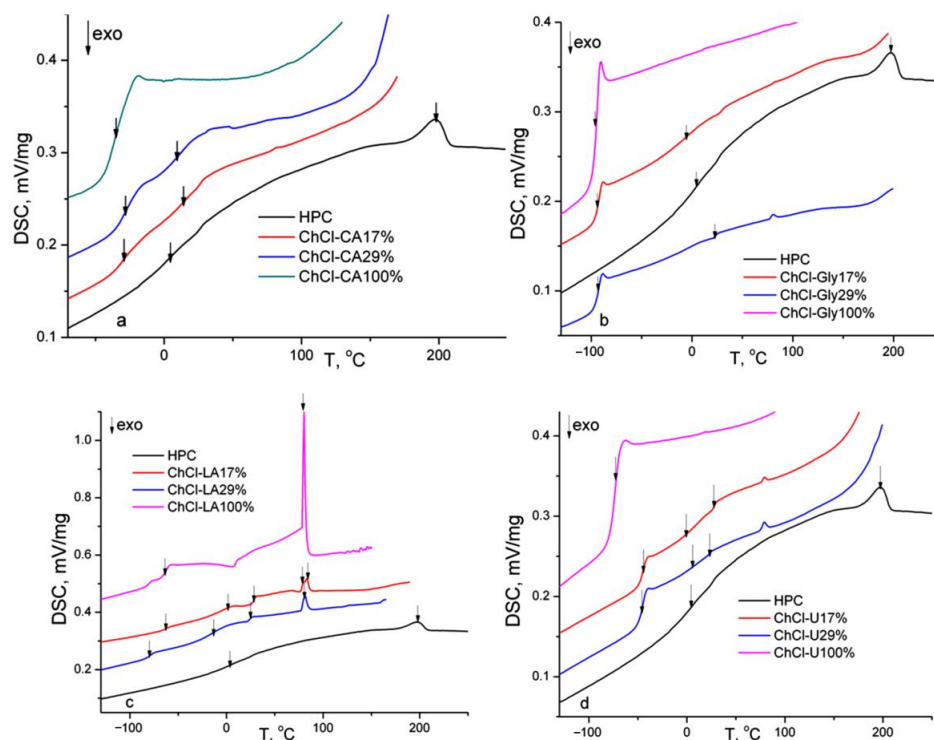 exo
0.4
0.3
0.2
0.1
DSC, mV/mg
HPC
ChCl-CA17%
ChCl-CA29%
ChCl-CA100%
a
0
100
200
T, °C
exo
0.4
0.3
0.2
0.1
DSC, mV/mg
HPC
ChCl-Gly17%
ChCl-Gly29%
ChCl-Gly100%
b
−100
0
100
200
T, °C
exo
1.0
0.8
0.6
0.4
0.2
DSC, mV/mg
HPC
ChCl-LA17%
ChCl-LA29%
ChCl-LA100%
c
−100
0
100
200
T, °C
exo
0.4
0.3
0.2
0.1
DSC, mV/mg
HPC
ChCl-U17%
ChCl-U29%
ChCl-U100%
d
−100
0
100
200
T, °C